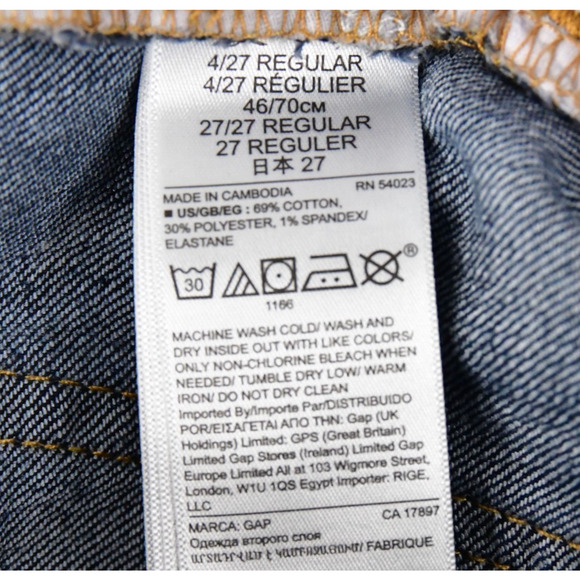 4/27 REGULAR
4/27 RÉGULIER
46/70CM
27/27 REGULAR
27 REGULER
日本 27
MADE IN CAMBODIA RN 54023
■ US/GB/EG : 69% COTTON,
30% POLYESTER, 1% SPANDEX/
ELASTANE
30
®
1166
MACHINE WASH COLD/ WASH AND
DRY INSIDE OUT WITH LIKE COLORS/
ONLY NON-CHLORINE BLEACH WHEN
NEEDED/ TUMBLE DRY LOW/ WARM
IRON/ DO NOT DRY CLEAN
Imported By/Importe Par/DISTRIBUIDO
POR/ΕΙΣΑΓΕΤΑΙ ΑΠΟ ΤΗΝ: Gap (UK
Holdings) Limited: GPS (Great Britain)
Limited Gap Stores (Ireland) Limited Gap
Europe Limited All at 103 Wigmore Street,
London, W1U 1QS Egypt Importer: RIGE,
LLC
MARCA: GAP CA 17897
Одежда второго слоя
FABRIQUE